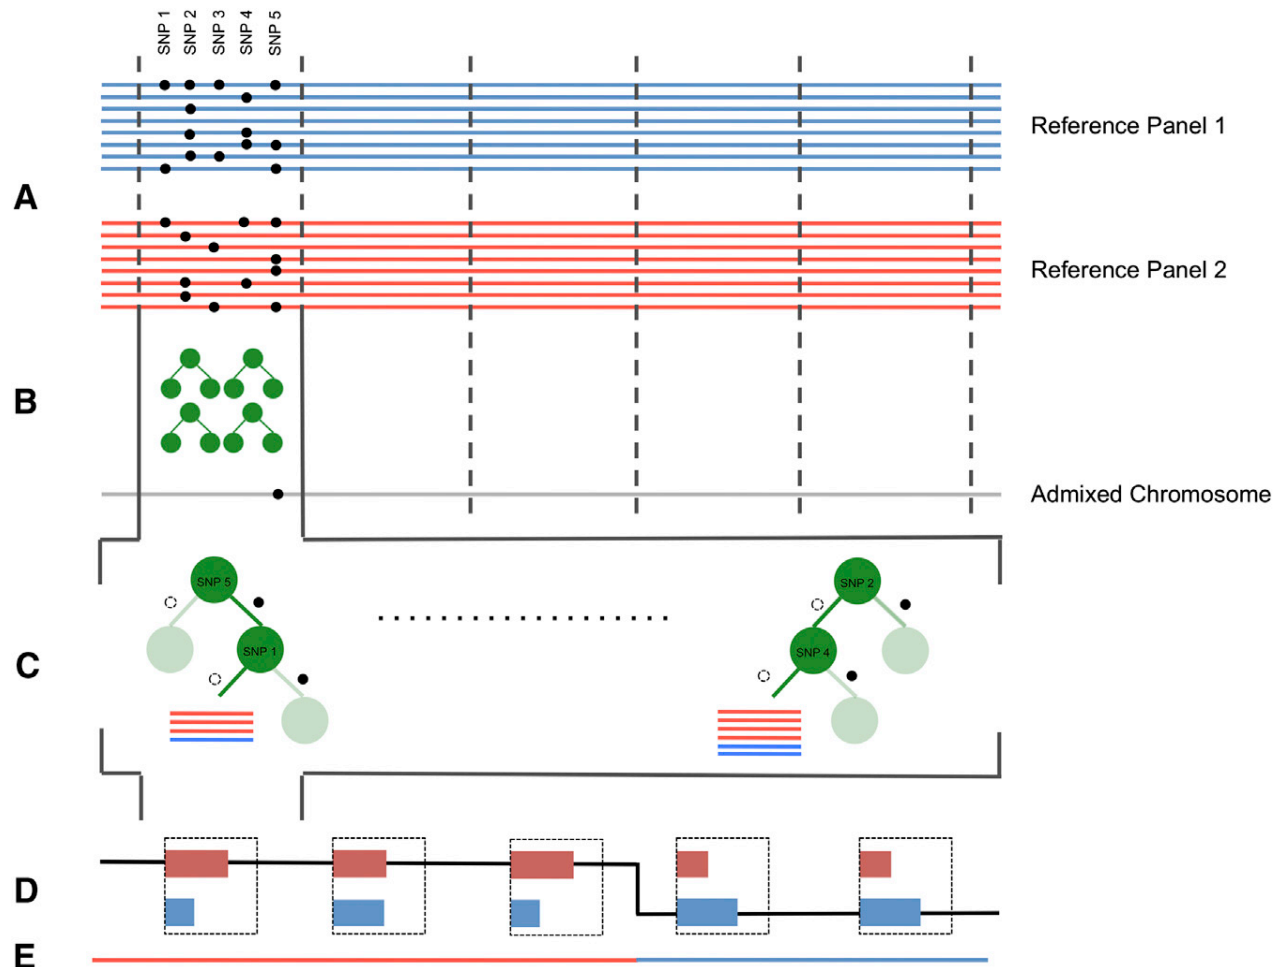 SNP 1
SNP 2
SNP 3
SNP 4
SNP 5
Reference Panel 1
A
Reference Panel 2
B
Admixed Chromosome
SNP 5
SNP 2
SNP 1
SNP 4
C
D
E